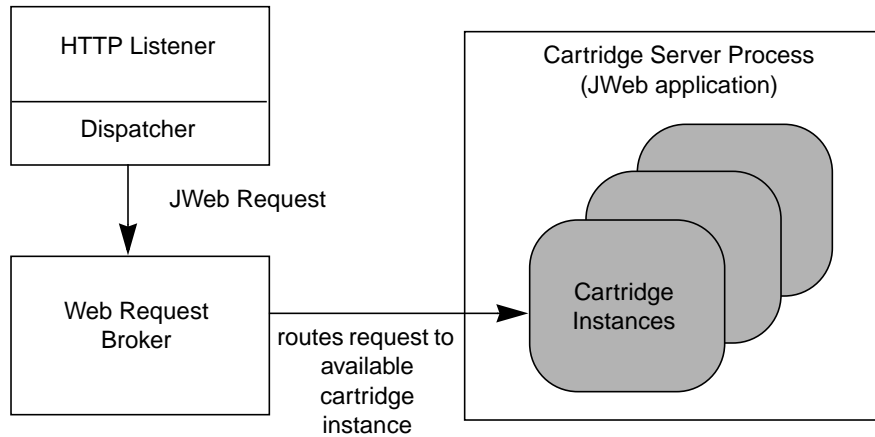 HTTP Listener
Dispatcher
JWeb Request
Web Request
Broker
routes request to
available
cartridge
instance
Cartridge Server Process
(JWeb application)
Cartridge
Instances